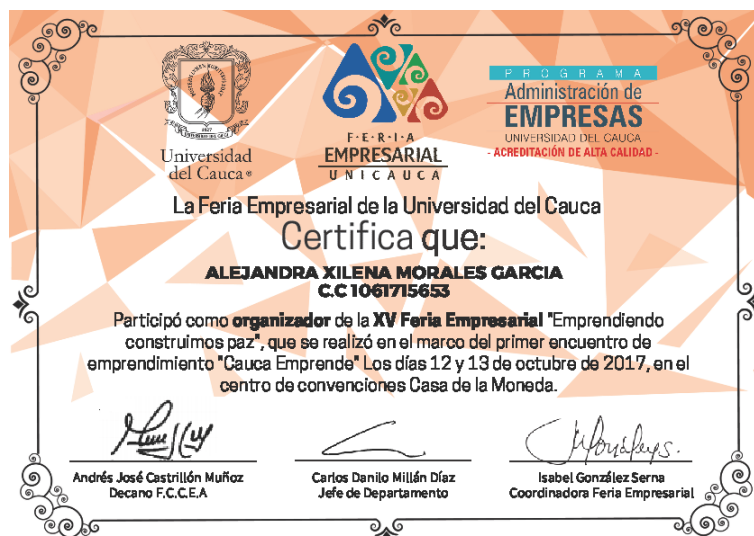 Universidad
del Cauca
F·E·R·I·A
EMPRESARIAL
UNICAUCA
PROGRAMA
Administración de
EMPRESAS
UNIVERSIDAD DEL CAUCA
- ACREDITACIÓN DE ALTA CALIDAD -
La Feria Empresarial de la Universidad del Cauca
Certifica que:
ALEJANDRA XILENA MORALES GARCIA
C.C 1061715653
Participó como organizador de la XV Feria Empresarial "Emprendiendo
construimos paz", que se realizó en el marco del primer encuentro de
emprendimiento "Cauca Emprende" Los días 12 y 13 de octubre de 2017, en el
centro de convenciones Casa de la Moneda.
Andrés José Castrillón Muñoz
Decano F.C.C.E.A
Carlos Danilo Millán Díaz
Jefe de Departamento
Isabel González Serna
Coordinadora Feria Empresarial